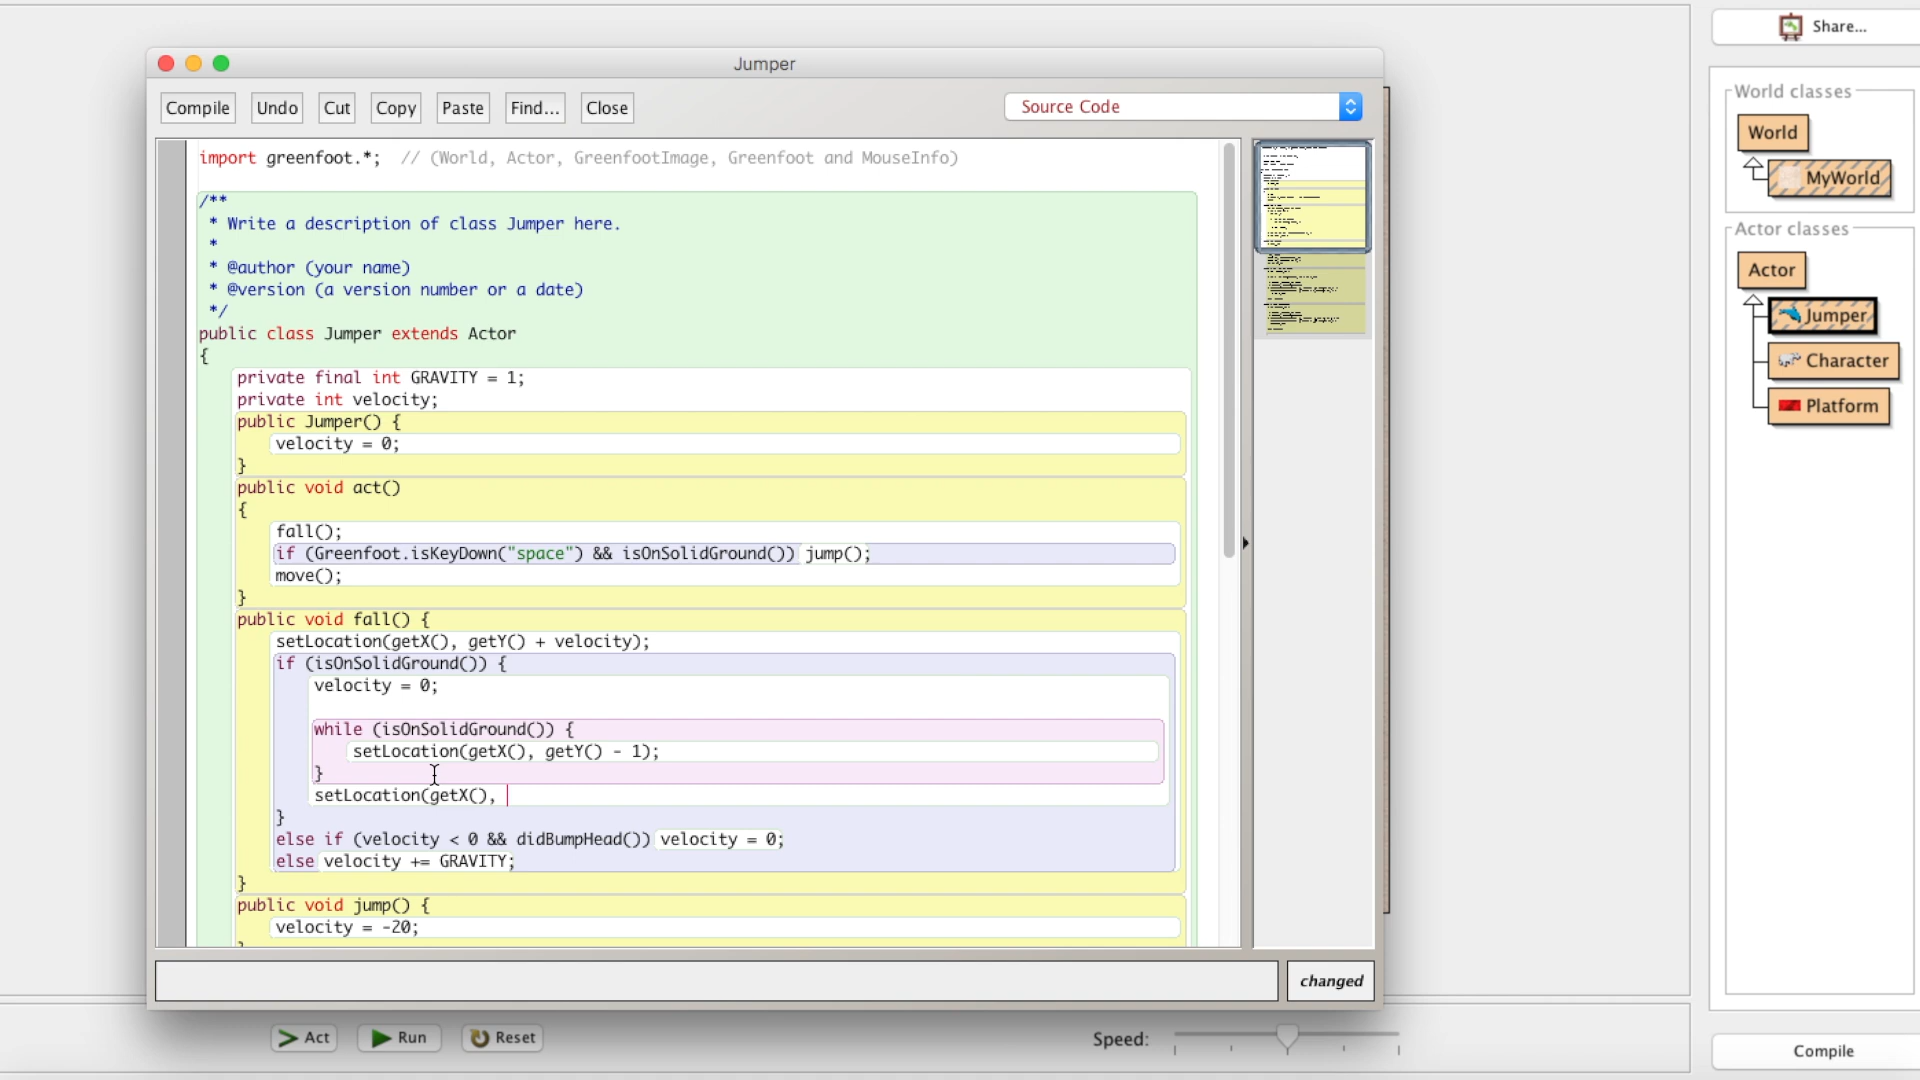 Share...
Jumper
Compile Undo Cut Copy Paste Find... Close Source Code
import greenfoot.*;  // (World, Actor, GreenfootImage, Greenfoot and MouseInfo)
/**
 * Write a description of class Jumper here.
 *
 * @author (your name)
 * @version (a version number or a date)
 */
public class Jumper extends Actor
{
private final int GRAVITY = 1;
private int velocity;
public Jumper() {
velocity = 0;
}
public void act()
{
fall();
if (Greenfoot.isKeyDown("space") && isOnSolidGround()) jump();
move();
}
public void fall() {
setLocation(getX(), getY() + velocity);
if (isOnSolidGround()) {
velocity = 0;
while (isOnSolidGround()) {
setLocation(getX(), getY() - 1);
}
setLocation(getX(),
}
else if (velocity < 0 && didBumpHead()) velocity = 0;
else velocity += GRAVITY;
}
public void jump() {
velocity = -20;
changed
World classes
World
MyWorld
Actor classes
Actor
Jumper
Character
Platform
Act Run Reset Speed:
Compile